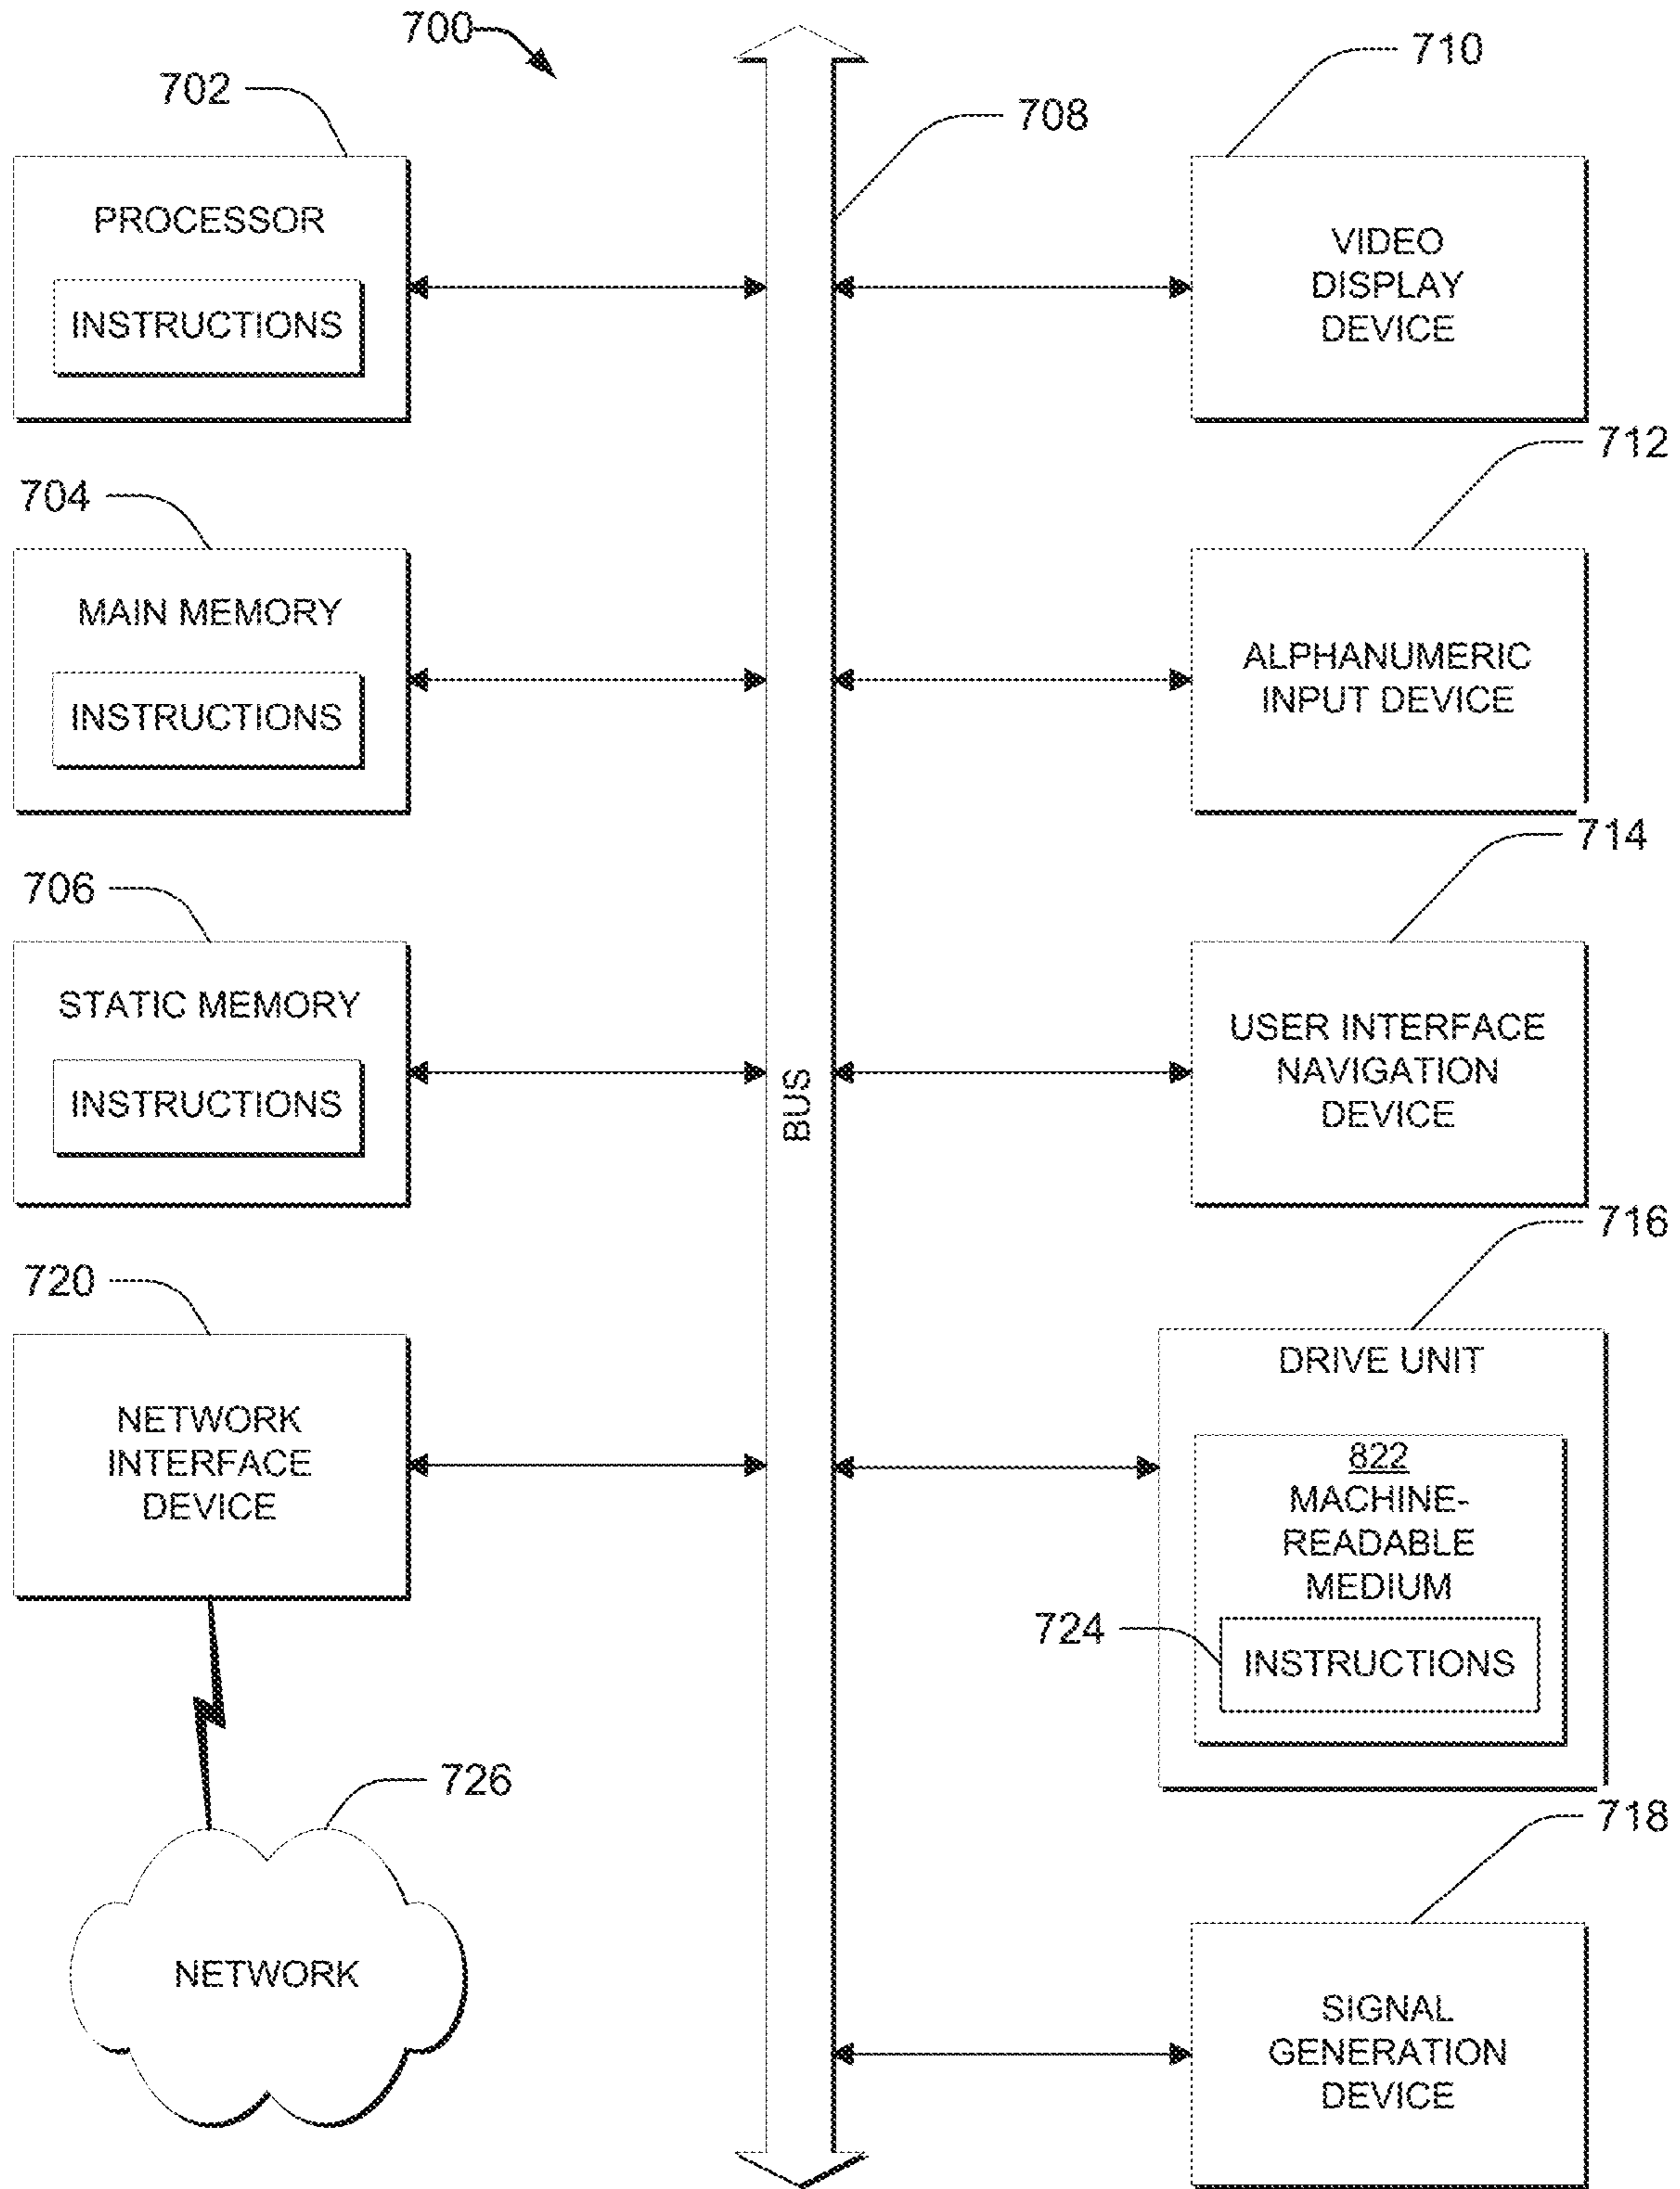 700
702
PROCESSOR
INSTRUCTIONS
704
MAIN MEMORY
INSTRUCTIONS
706
STATIC MEMORY
INSTRUCTIONS
720
NETWORK
INTERFACE
DEVICE
726
NETWORK
708
BUS
710
VIDEO
DISPLAY
DEVICE
712
ALPHANUMERIC
INPUT DEVICE
714
USER INTERFACE
NAVIGATION
DEVICE
716
DRIVE UNIT
822
MACHINE-
READABLE
MEDIUM
724
INSTRUCTIONS
718
SIGNAL
GENERATION
DEVICE